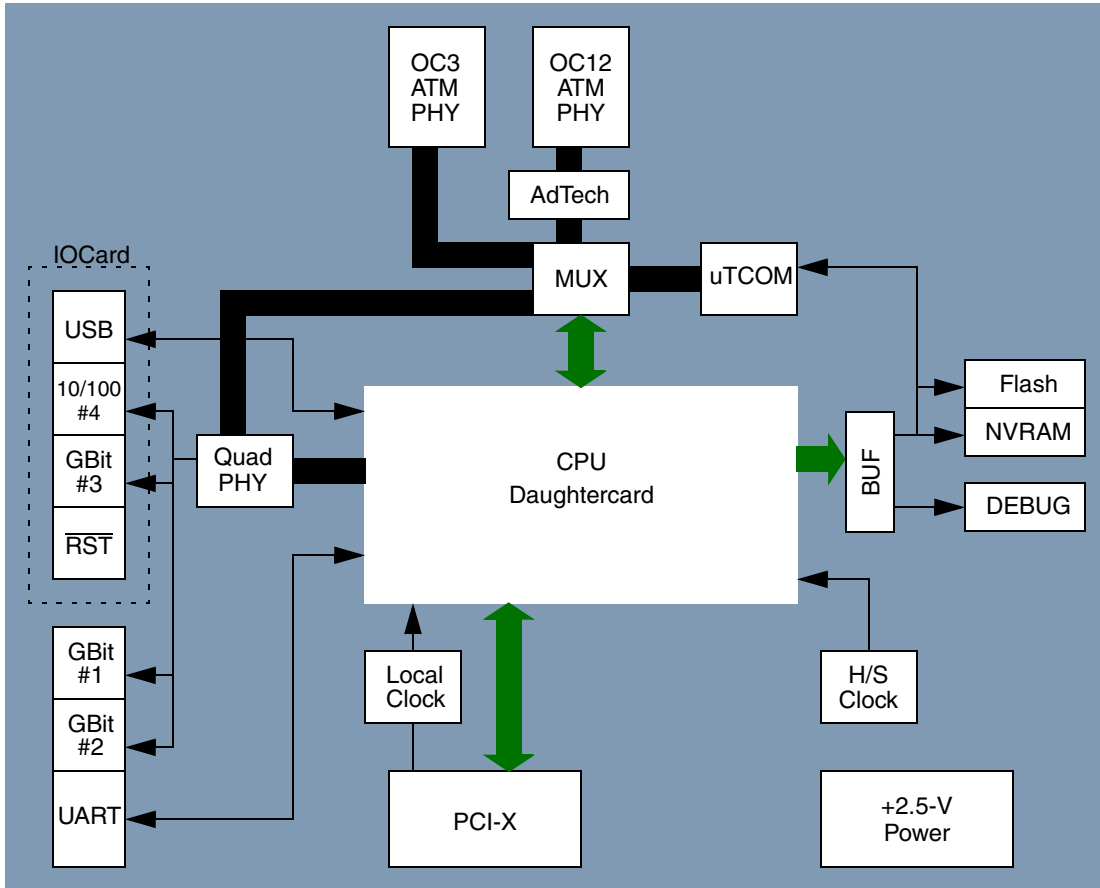 OC3
ATM
PHY
OC12
ATM
PHY
AdTech
IOCard
MUX
uTCOM
USB
10/100
#4
GBit
#3
RST
Quad
PHY
CPU
Daughtercard
BUF
Flash
NVRAM
DEBUG
GBit
#1
GBit
#2
UART
Local
Clock
H/S
Clock
PCI-X
+2.5-V
Power